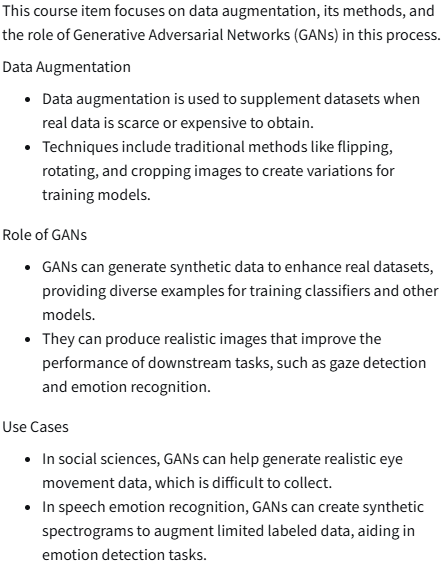 This course item focuses on data augmentation, its methods, and
the role of Generative Adversarial Networks (GANs) in this process.
Data Augmentation
• Data augmentation is used to supplement datasets when
real data is scarce or expensive to obtain.
• Techniques include traditional methods like flipping,
rotating, and cropping images to create variations for
training models.
Role of GANs
• GANs can generate synthetic data to enhance real datasets,
providing diverse examples for training classifiers and other
models.
• They can produce realistic images that improve the
performance of downstream tasks, such as gaze detection
and emotion recognition.
Use Cases
• In social sciences, GANs can help generate realistic eye
movement data, which is difficult to collect.
• In speech emotion recognition, GANs can create synthetic
spectrograms to augment limited labeled data, aiding in
emotion detection tasks.